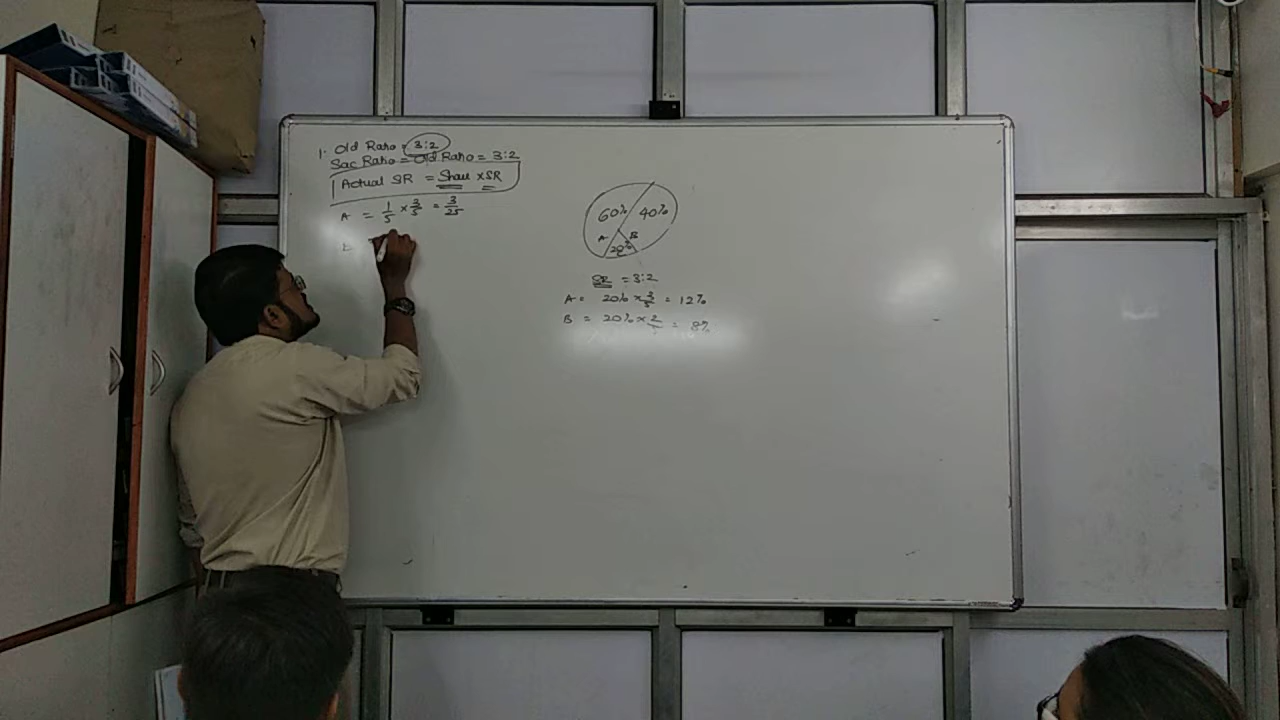 1. Old Ratio = 3:2
Sac Ratio = Old Ratio = 3:2
Actual SR = Share × SR
A = 1/5 × 3/5 = 3/25
60% 40%
A B
20%
SR = 3:2
A = 20% × 3/5 = 12%
B = 20% × 2/ = 8%